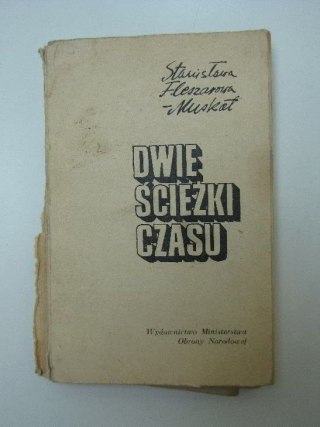 Stanisława
Fleszarowa
-Muskat
DWIE
ŚCIEŻKI
CZASU
Wydawnictwo Ministerstwa
Obrony Narodowej